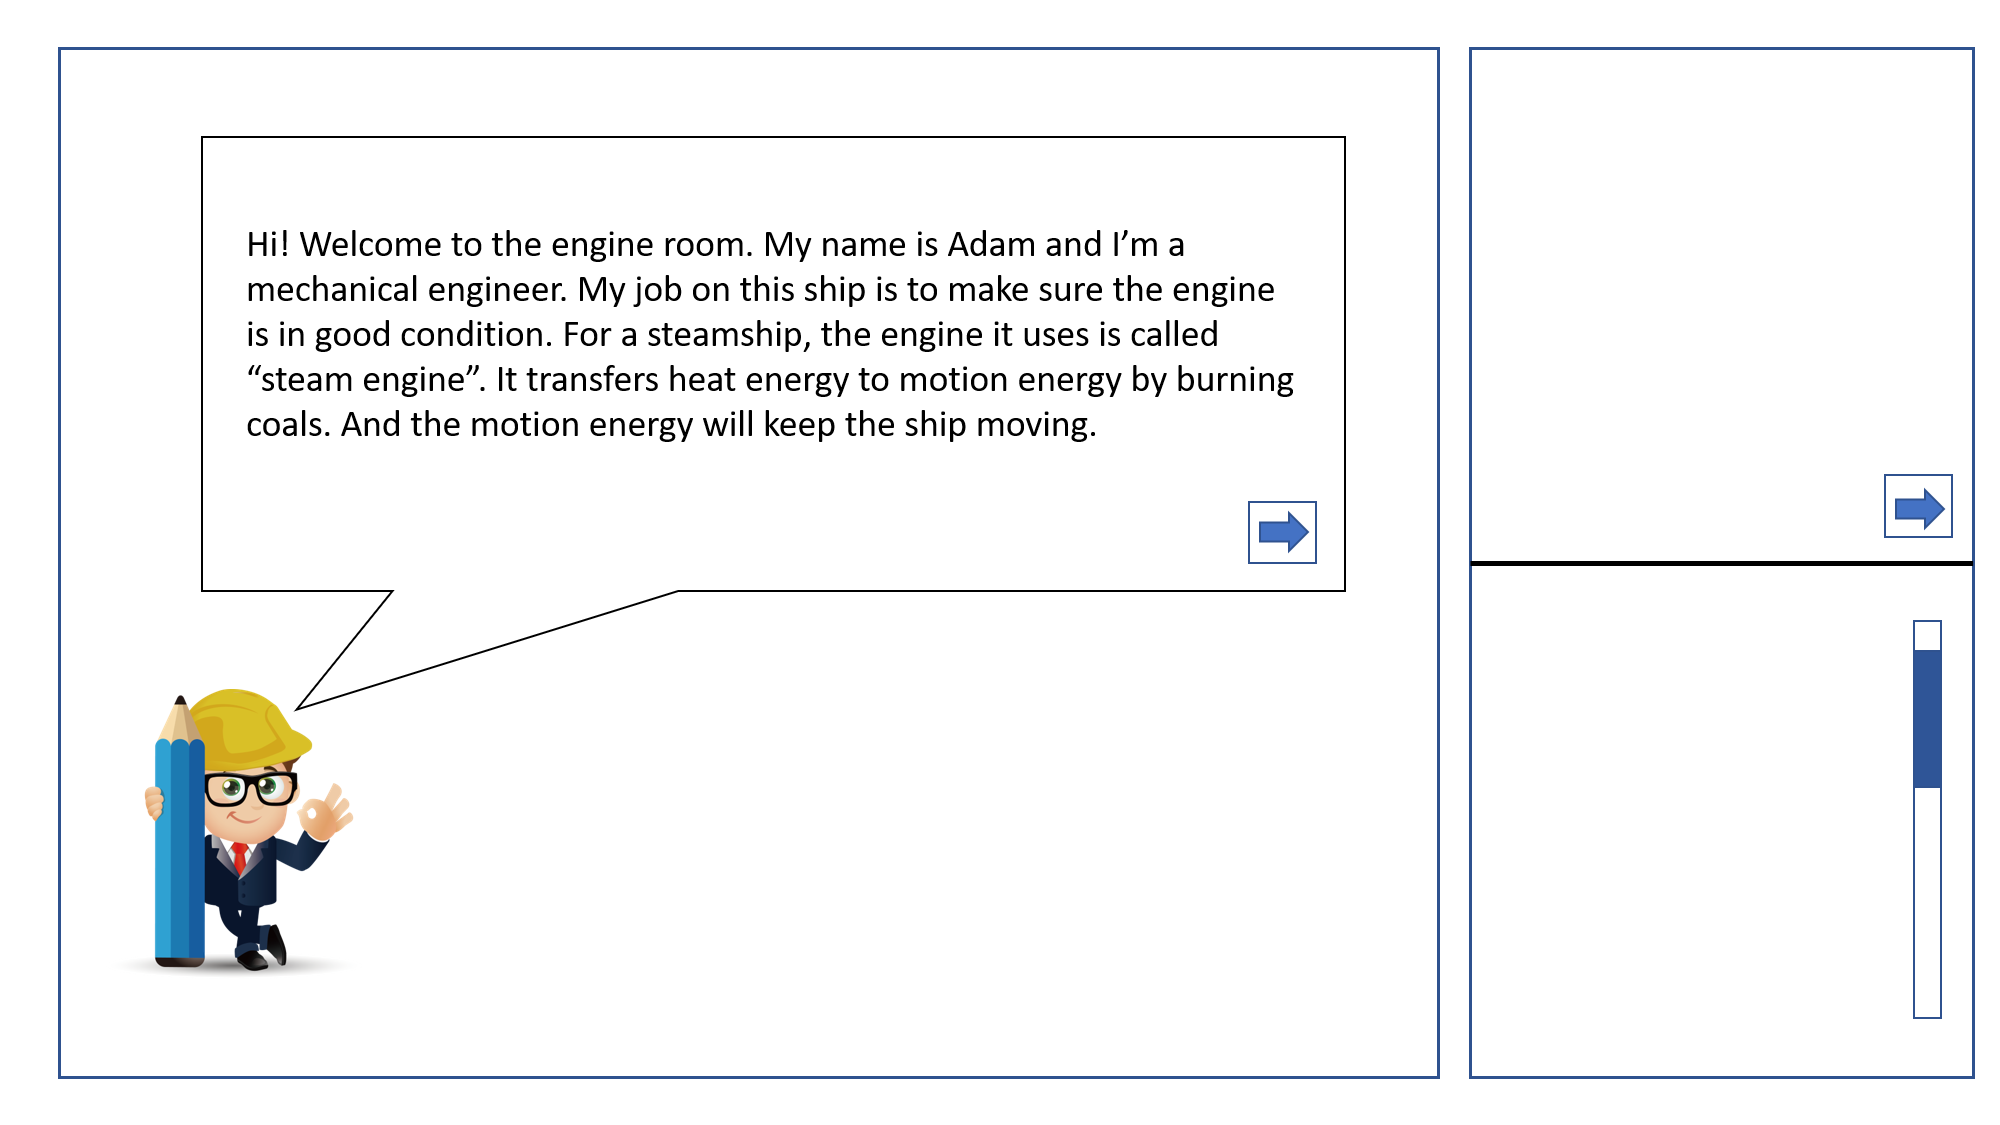 Hi! Welcome to the engine room. My name is Adam and I’m a
mechanical engineer. My job on this ship is to make sure the engine
is in good condition. For a steamship, the engine it uses is called
“steam engine”. It transfers heat energy to motion energy by burning
coals. And the motion energy will keep the ship moving.